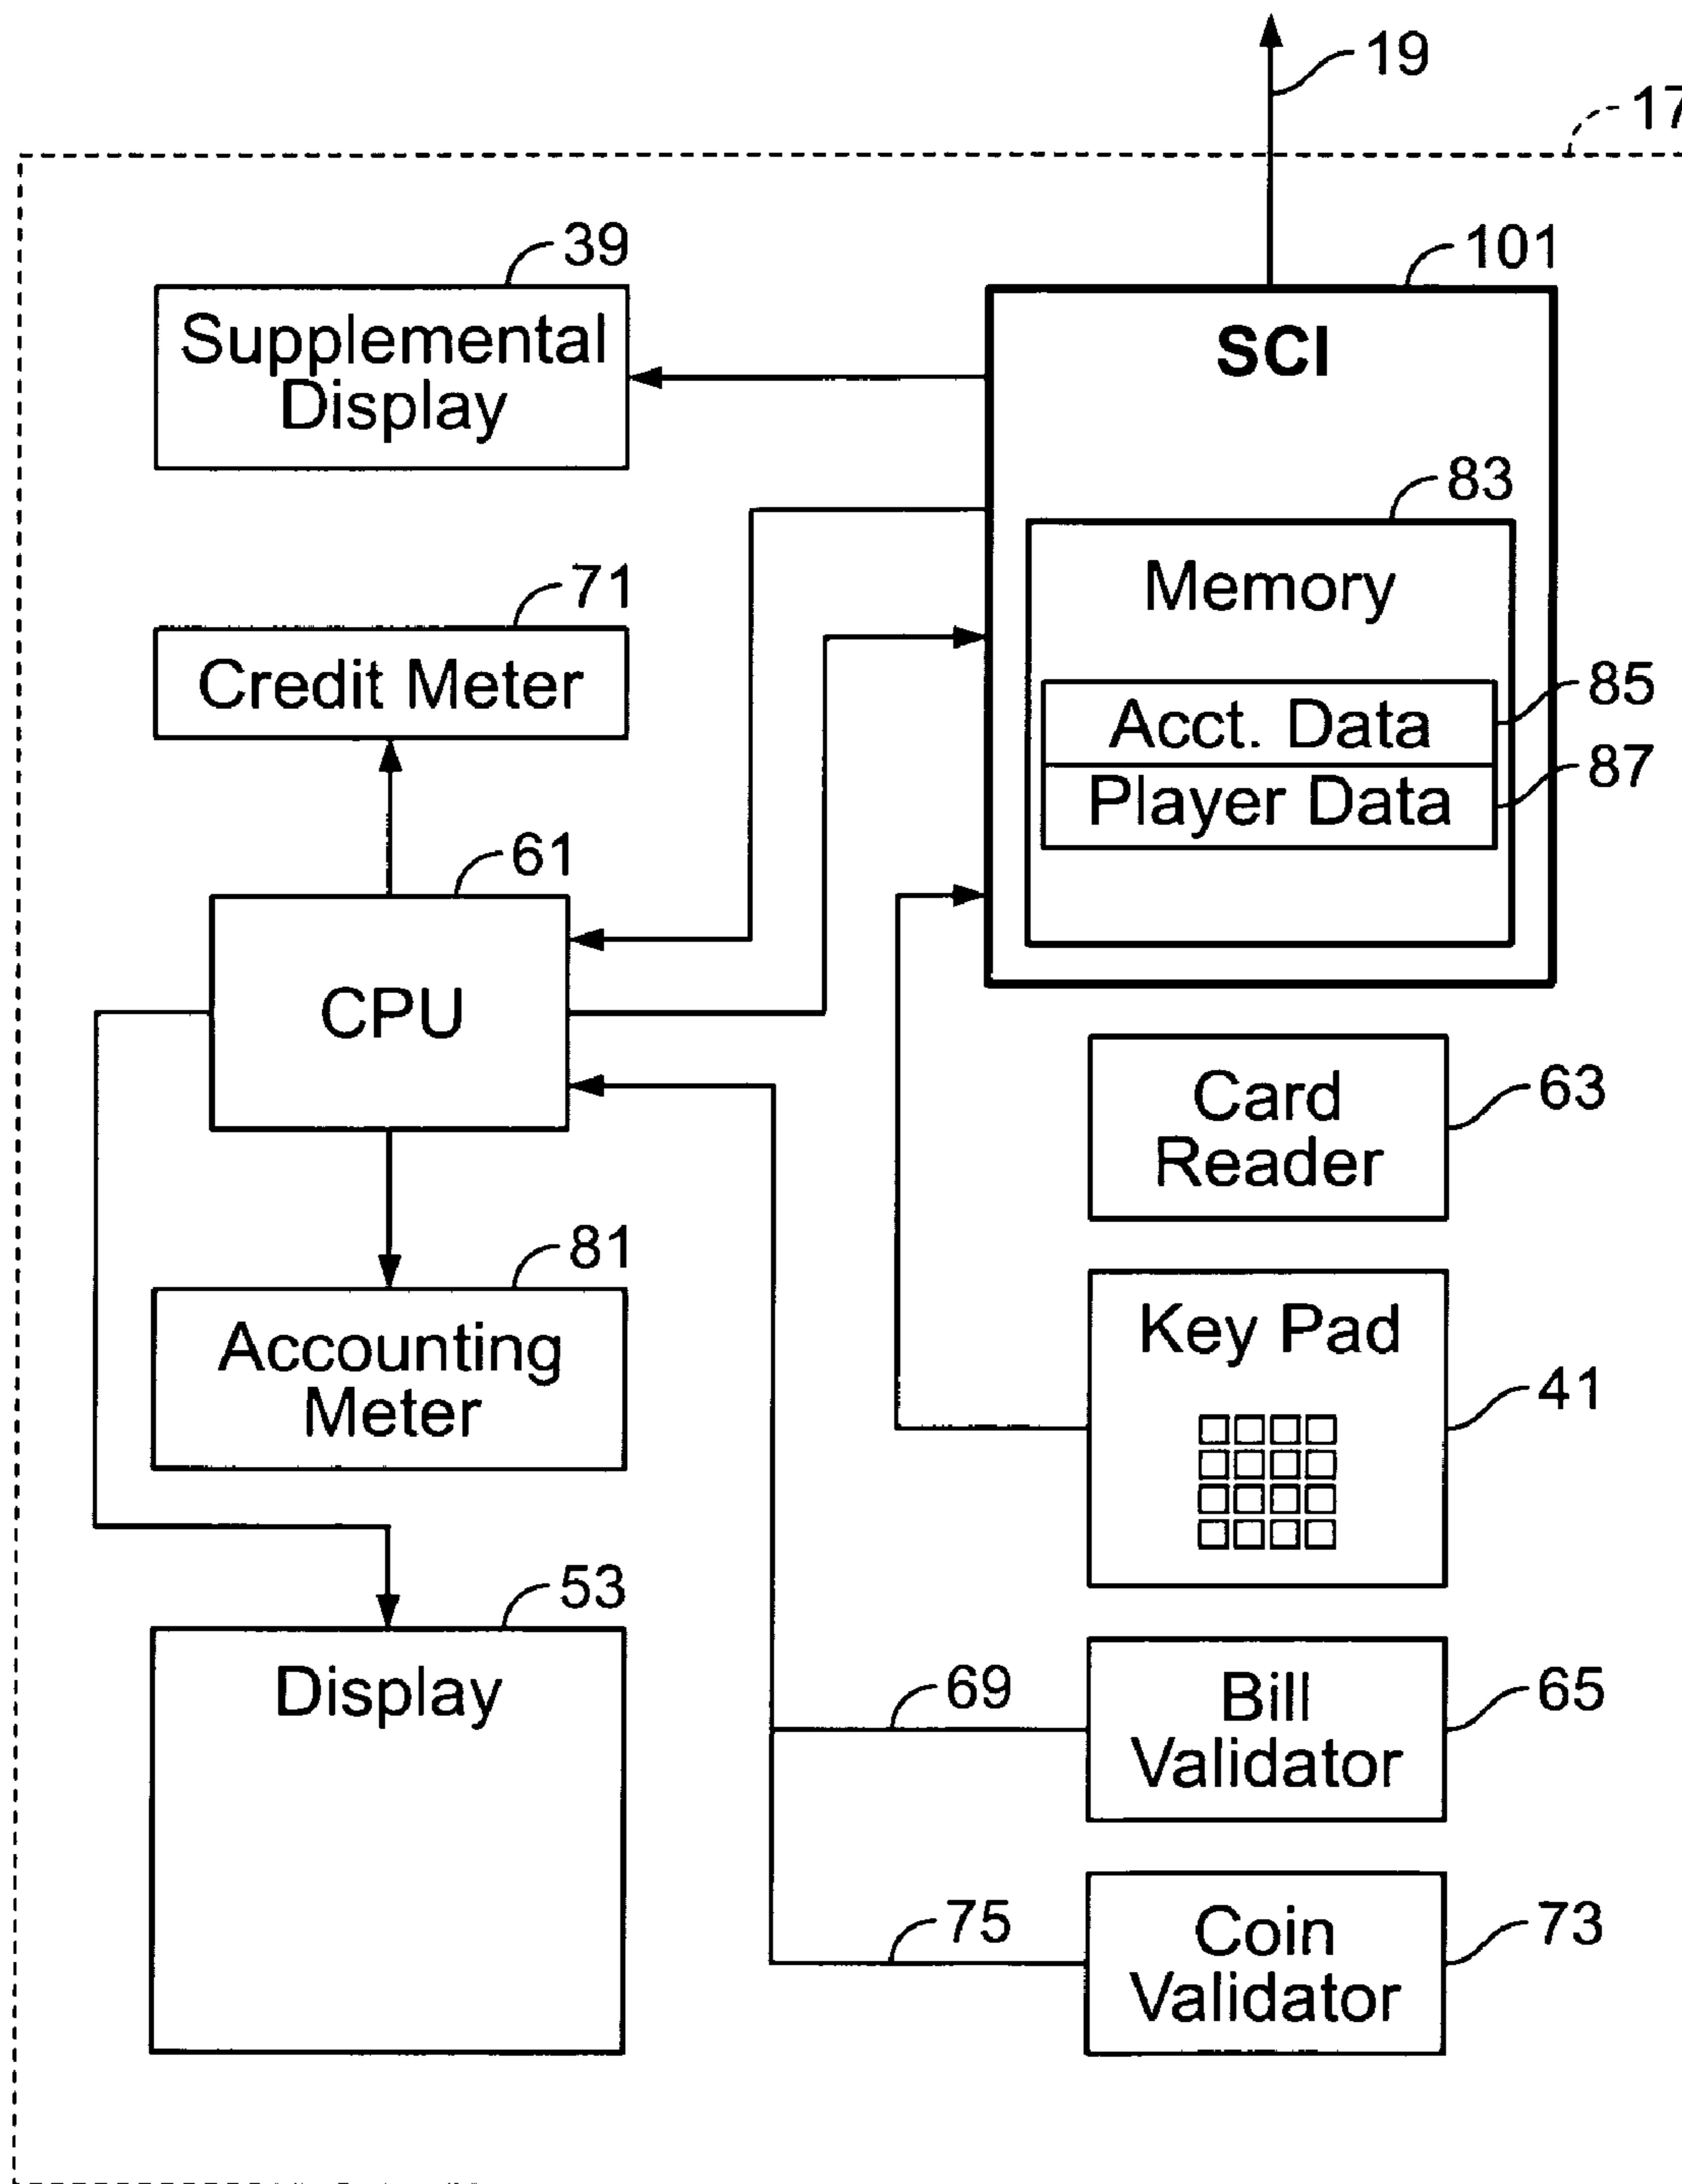 19
17
39
Supplemental
Display
101
SCI
83
Memory
Acct. Data
85
Player Data
87
71
Credit Meter
61
CPU
63
Card
Reader
81
Accounting
Meter
Key Pad
41
53
Display
69
Bill
Validator
65
75
Coin
Validator
73